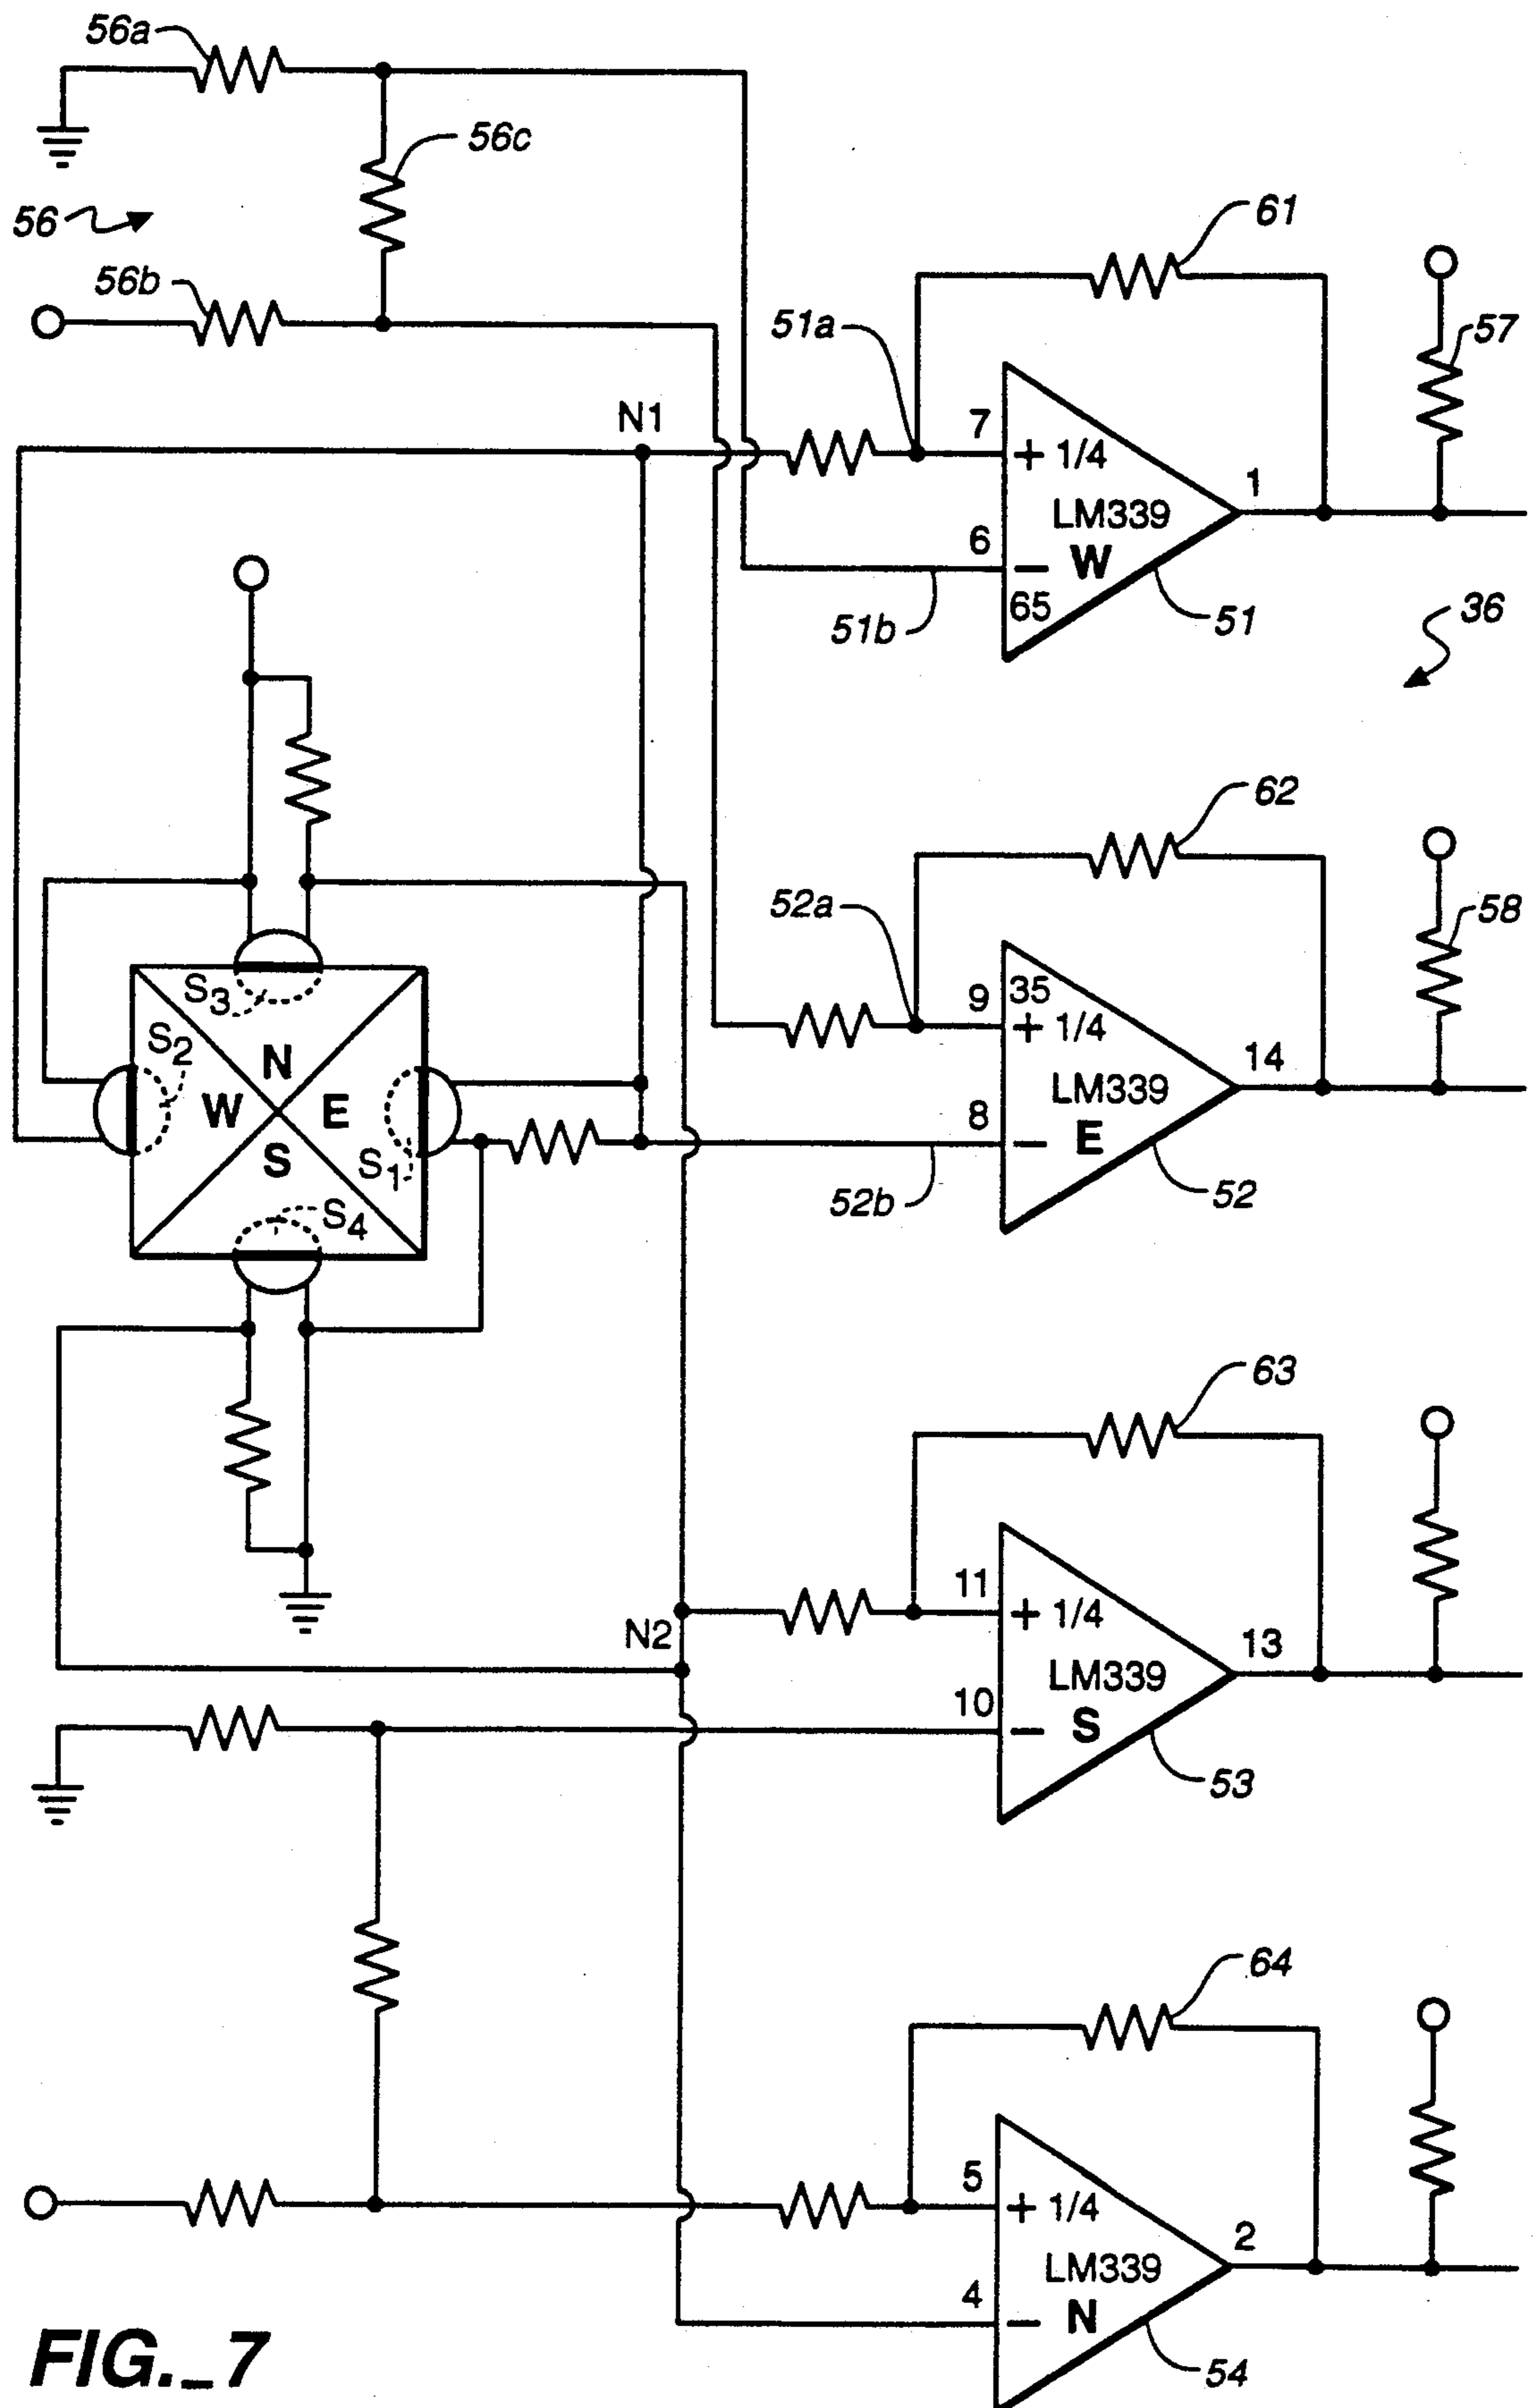 56a
56c
56
56b
61
57
51a
N1
7
+ 1/4
1
LM339
6
− W
65
51
51b
36
62
58
52a
9
35
+ 1/4
14
LM339
8
− E
52
52b
S3
S2
N
W E
S
S1
S4
63
11
+ 1/4
N2
13
LM339
10
− S
53
64
5
+ 1/4
2
LM339
4
− N
54
FIG._7